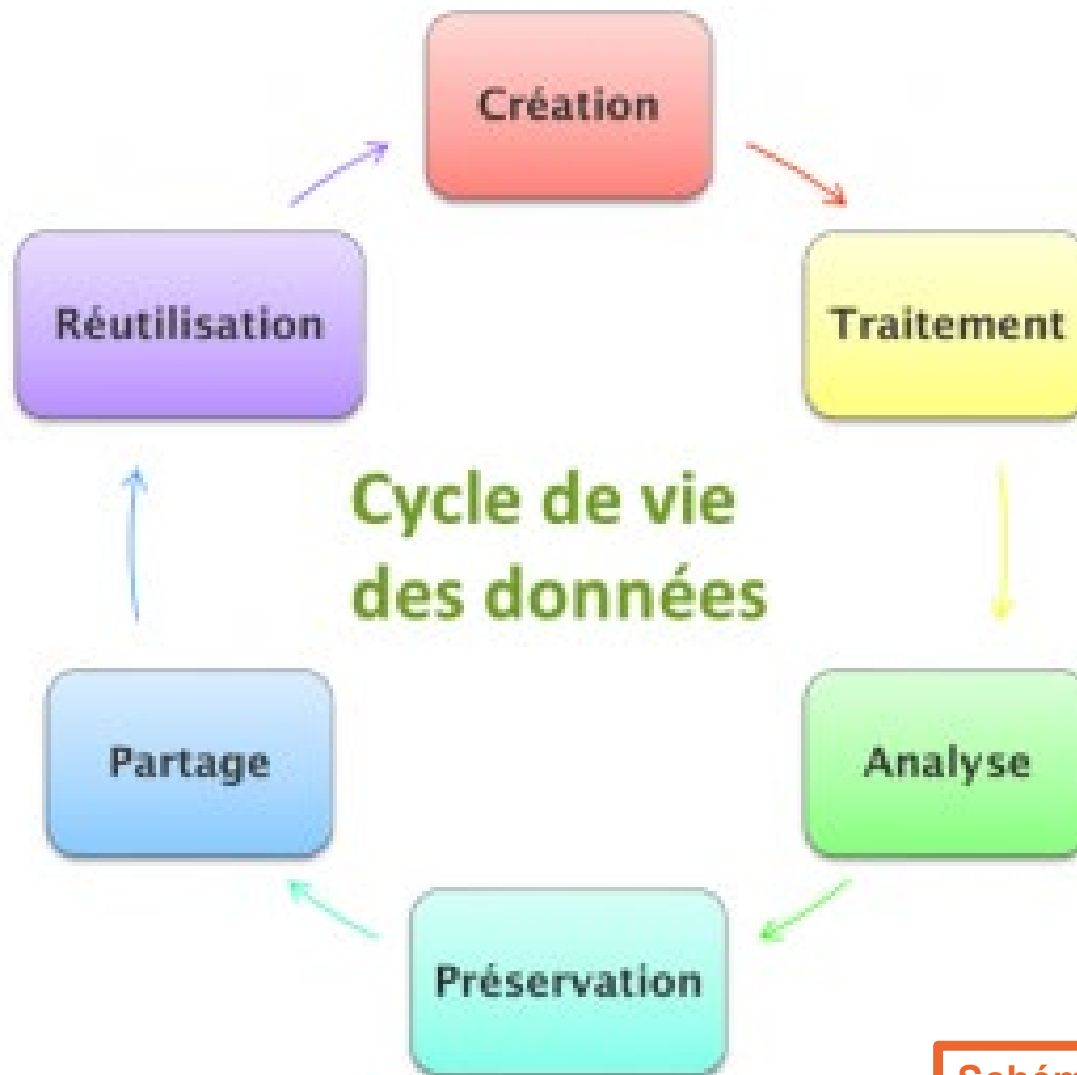 Création
Réutilisation
Traitement
Cycle de vie
des données
Partage
Analyse
Préservation